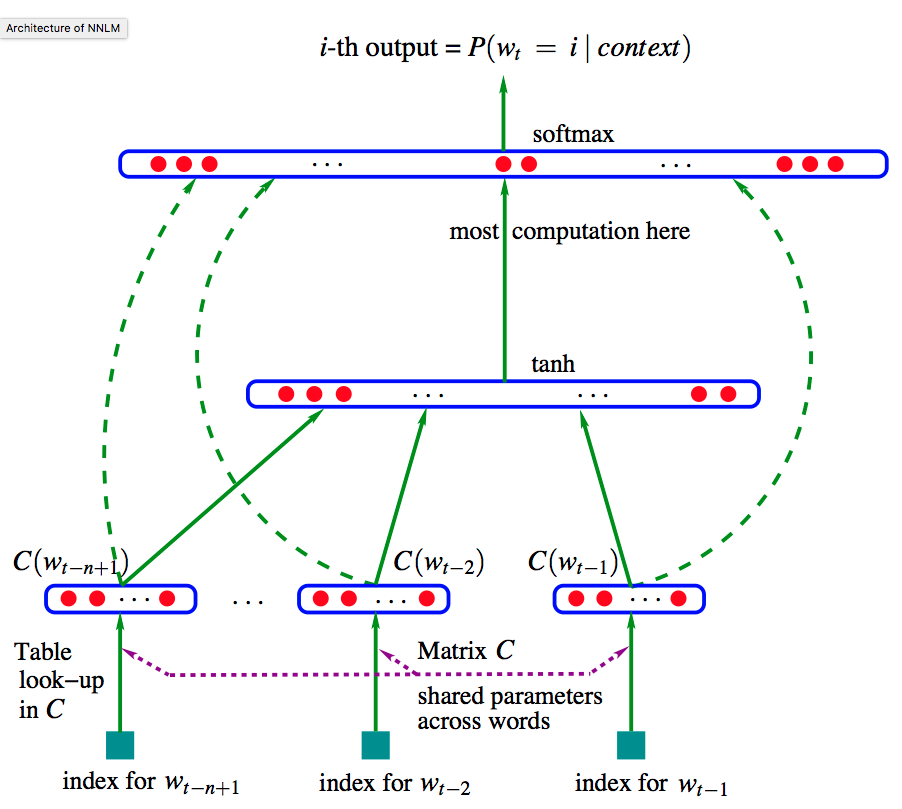 Architecture of NNLM
i-th output = P(w_t = i | context)
softmax
...
...
most computation here
tanh
...
...
C(w_{t−n+1})
C(w_{t−2})
C(w_{t−1})
...
...
...
...
Table
look−up
in C
Matrix C
shared parameters
across words
index for w_{t−n+1}
index for w_{t−2}
index for w_{t−1}